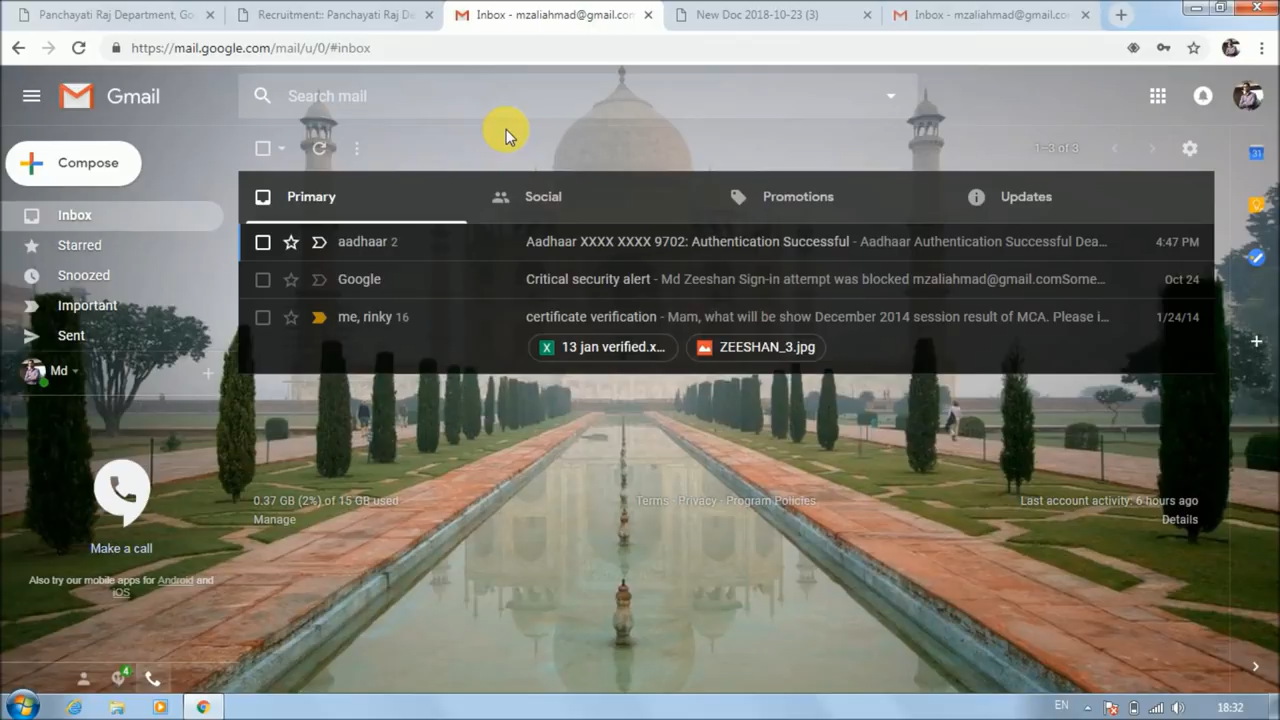 Panchayati Raj Department, Go
Recruitment:: Panchayati Raj De
Inbox - mzaliahmad@gmail.con
New Doc 2018-10-23 (3)
Inbox - mzaliahmad@gmail.co
https://mail.google.com/mail/u/0/#inbox
Gmail
Search mail
Compose
1–3 of 3
Primary
Social
Promotions
Updates
Inbox
Starred
Snoozed
Important
Sent
Md
aadhaar 2
Aadhaar XXXX XXXX 9702: Authentication Successful - Aadhaar Authentication Successful Dea...
4:47 PM
Google
Critical security alert - Md Zeeshan Sign-in attempt was blocked mzaliahmad@gmail.comSome...
Oct 24
me, rinky 16
certificate verification - Mam, what will be show December 2014 session result of MCA. Please i...
1/24/14
13 jan verified.x...
ZEESHAN_3.jpg
31
0.37 GB (2%) of 15 GB used
Manage
Terms - Privacy - Program Policies
Last account activity: 6 hours ago
Details
Make a call
Also try our mobile apps for Android and
iOS
4
EN
18:32